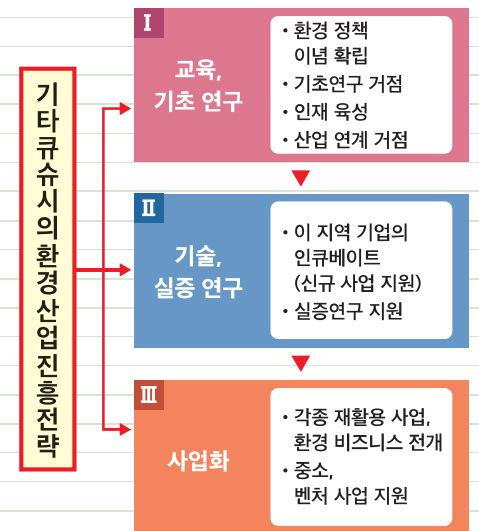 기타큐슈시의 환경산업진흥전략
Ⅰ
교육,
기초 연구
• 환경 정책
이념 확립
• 기초연구 거점
• 인재 육성
• 산업 연계 거점
Ⅱ
기술,
실증 연구
• 이 지역 기업의
인큐베이트
(신규 사업 지원)
• 실증연구 지원
Ⅲ
사업화
• 각종 재활용 사업,
환경 비즈니스 전개
• 중소,
벤처 사업 지원